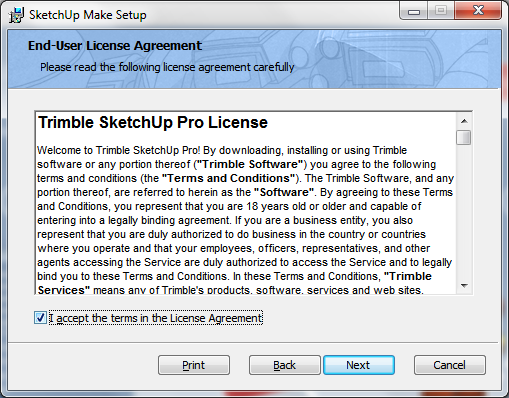 SketchUp Make Setup
End-User License Agreement
Please read the following license agreement carefully
Trimble SketchUp Pro License
Welcome to Trimble SketchUp Pro! By downloading, installing or using Trimble
software or any portion thereof ("Trimble Software") you agree to the following
terms and conditions (the "Terms and Conditions"). The Trimble Software, and any
portion thereof, are referred to herein as the "Software". By agreeing to these Terms
and Conditions, you represent that you are 18 years old or older and capable of
entering into a legally binding agreement. If you are a business entity, you also
represent that you are duly authorized to do business in the country or countries
where you operate and that your employees, officers, representatives, and other
agents accessing the Service are duly authorized to access the Service and to legally
bind you to these Terms and Conditions. In these Terms and Conditions, "Trimble
Services" means any of Trimble's products, software, services and web sites.
I accept the terms in the License Agreement
Print Back Next Cancel